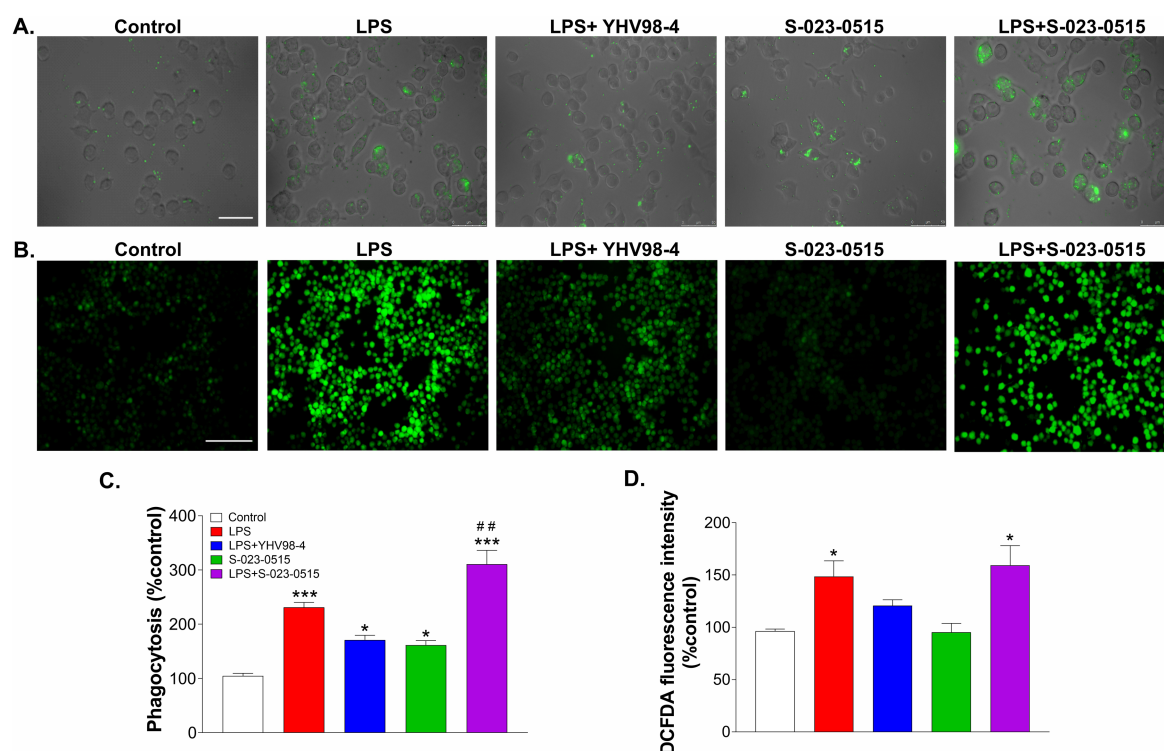 A.
Control
LPS
LPS+ YHV98-4
S-023-0515
LPS+S-023-0515
B.
Control
LPS
LPS+ YHV98-4
S-023-0515
LPS+S-023-0515
C.
Phagocytosis (%control)
400
300
200
100
0
Control
LPS
LPS+YHV98-4
S-023-0515
LPS+S-023-0515
***
*
*
##
***
D.
DCFDA fluorescence intensity
(%control)
200
150
100
50
0
*
*